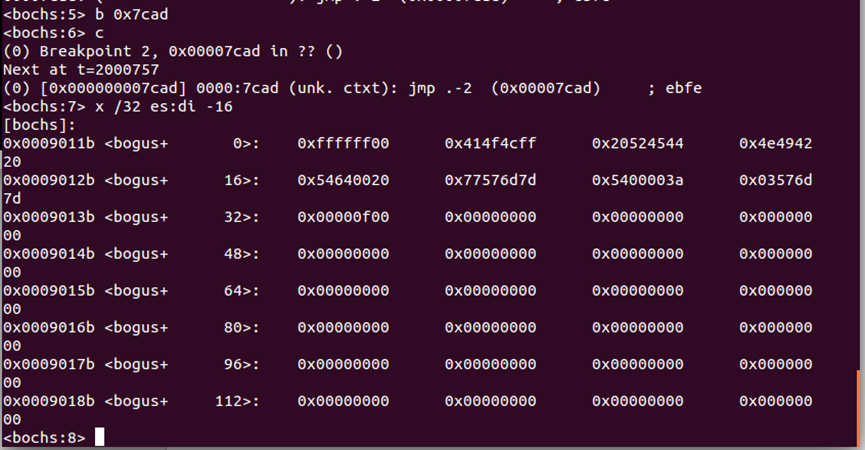 <bochs:5> b 0x7cad
<bochs:6> c
(0) Breakpoint 2, 0x00007cad in ?? ()
Next at t=2000757
(0) [0x000000007cad] 0000:7cad (unk. ctxt): jmp .-2  (0x00007cad)     ; ebfe
<bochs:7> x /32 es:di -16
[bochs]:
0x0009011b <bogus+       0>:    0xffffff00      0x414f4cff      0x20524544      0x4e4942
20
0x0009012b <bogus+      16>:    0x54640020      0x77576d7d      0x5400003a      0x03576d
7d
0x0009013b <bogus+      32>:    0x00000f00      0x00000000      0x00000000      0x000000
00
0x0009014b <bogus+      48>:    0x00000000      0x00000000      0x00000000      0x000000
00
0x0009015b <bogus+      64>:    0x00000000      0x00000000      0x00000000      0x000000
00
0x0009016b <bogus+      80>:    0x00000000      0x00000000      0x00000000      0x000000
00
0x0009017b <bogus+      96>:    0x00000000      0x00000000      0x00000000      0x000000
00
0x0009018b <bogus+     112>:    0x00000000      0x00000000      0x00000000      0x000000
00
<bochs:8>